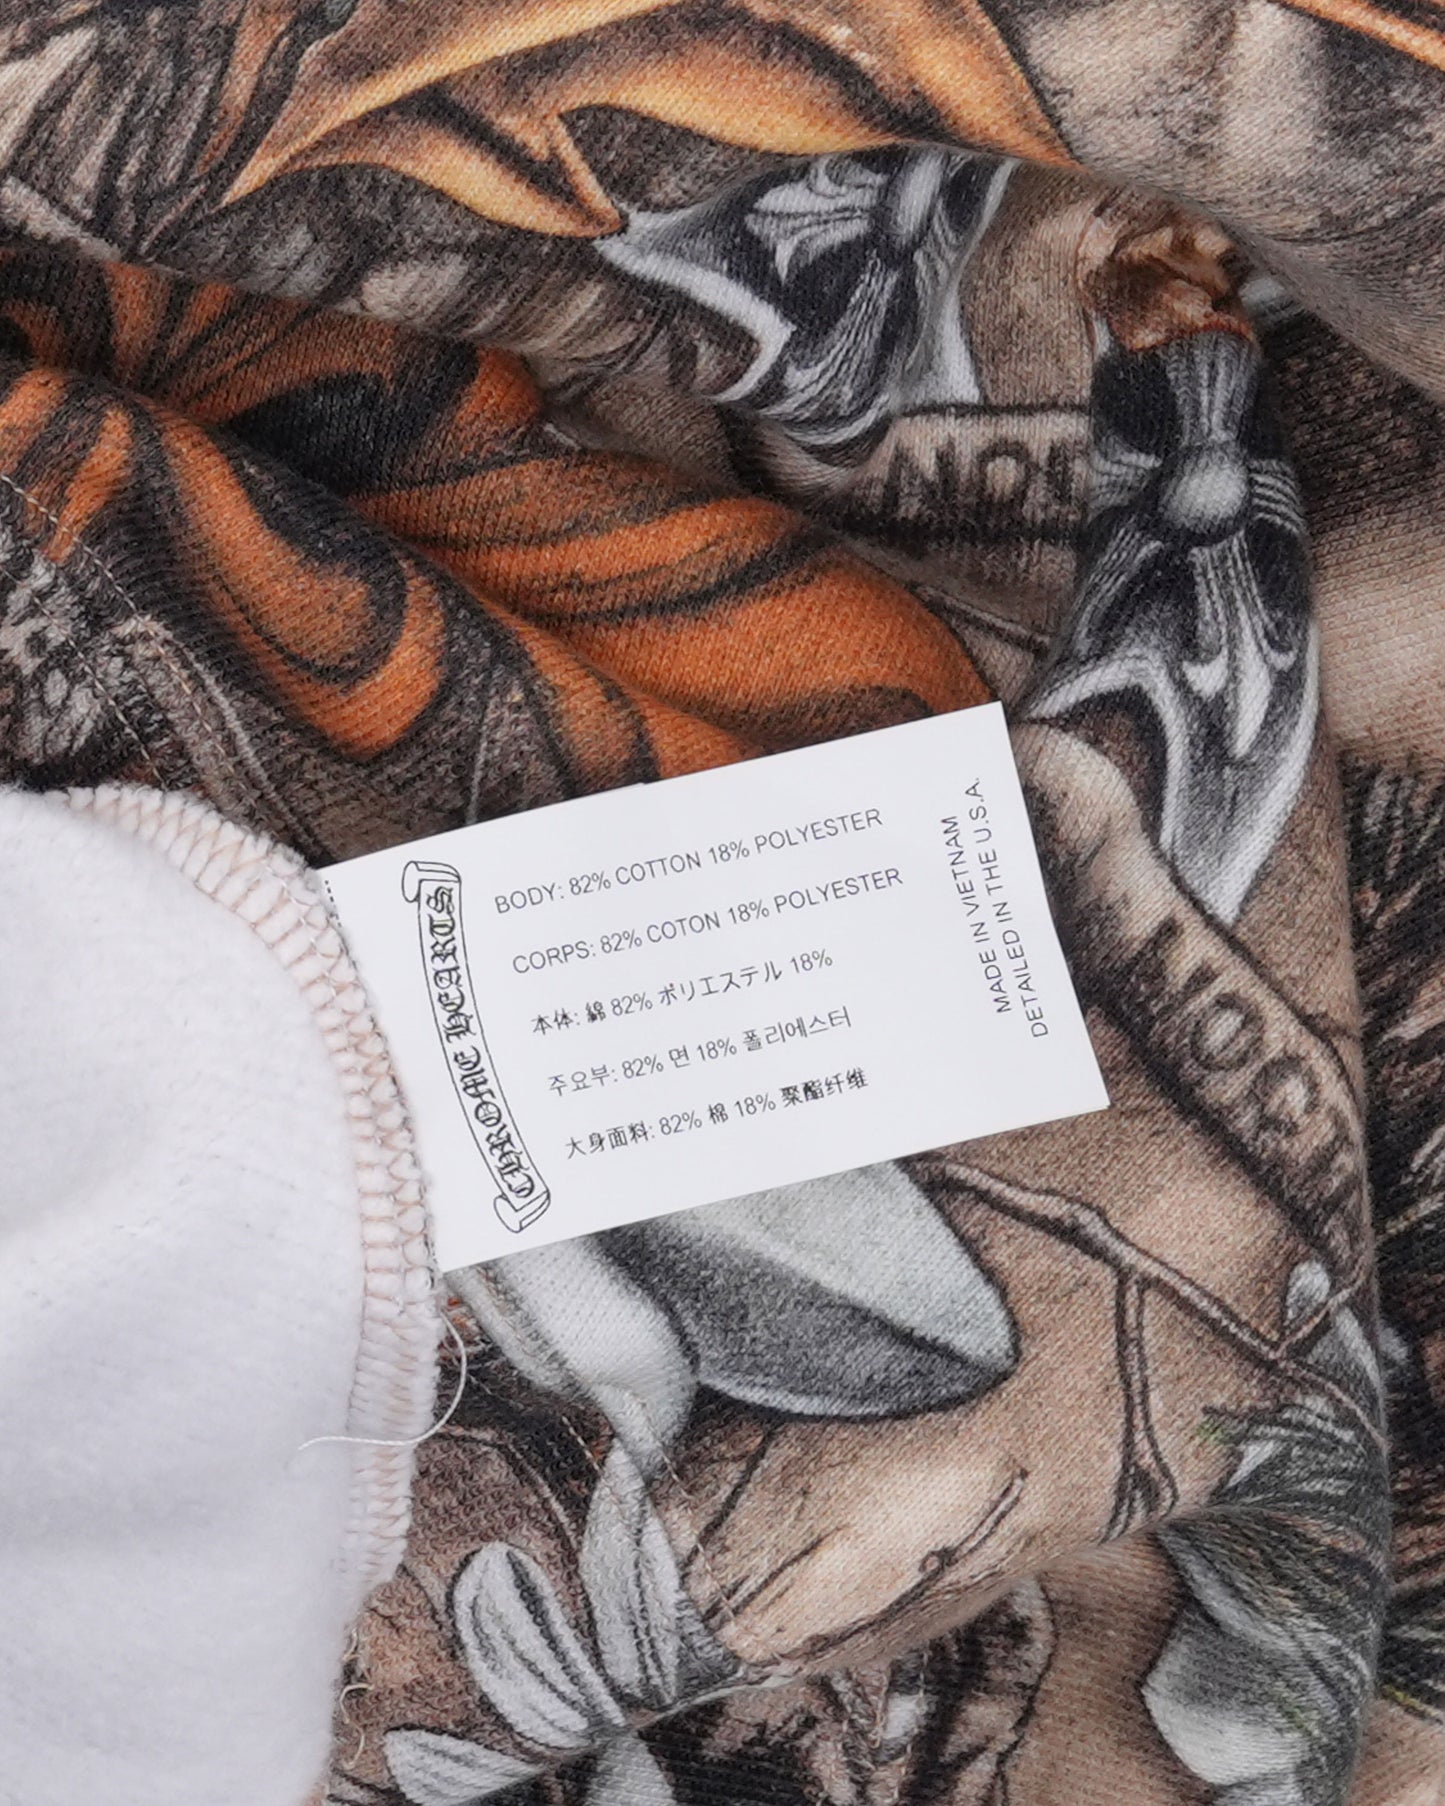 CHROME HEARTS
BODY: 82% COTTON 18% POLYESTER
CORPS: 82% COTON 18% POLYESTER
本体: 綿 82% ポリエステル 18%
주요부: 82% 면 18% 폴리에스터
大身面料: 82% 棉 18% 聚酯纤维
MADE IN VIETNAM
DETAILED IN THE U.S.A.